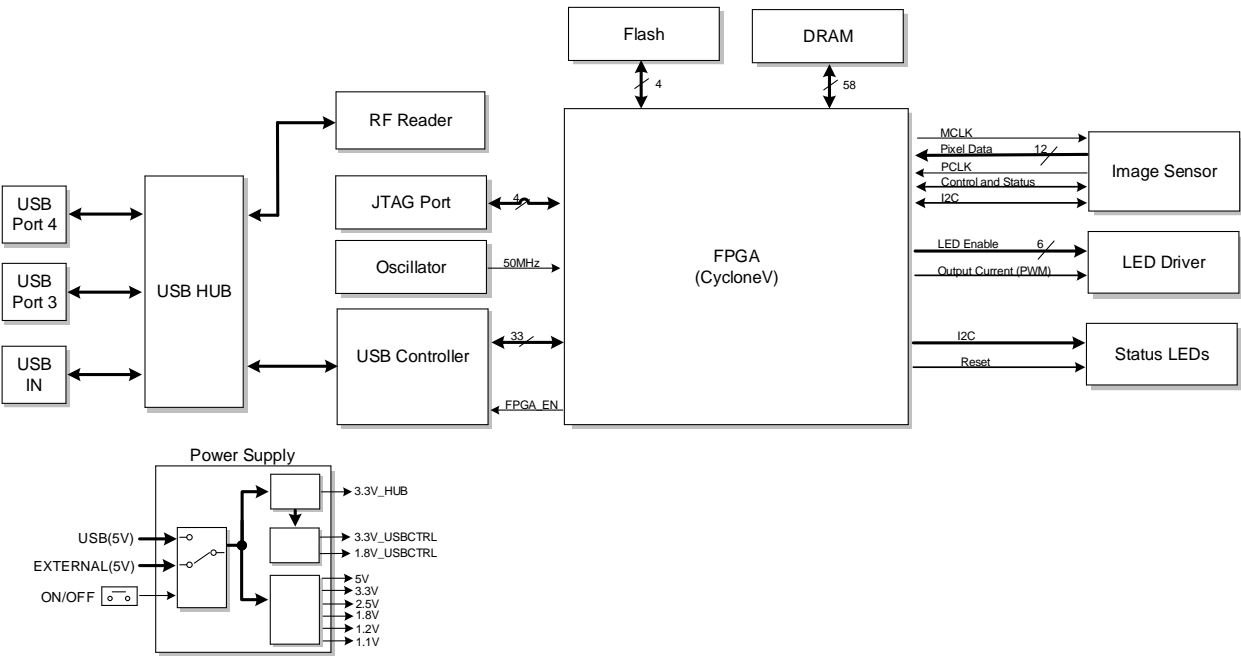 Flash
DRAM
4
58
RF Reader
MCLK
Pixel Data
12
PCLK
Control and Status
I2C
Image Sensor
USB
Port 4
JTAG Port
4
USB
Port 3
USB HUB
Oscillator
50MHz
FPGA
(CycloneV)
LED Enable
6
Output Current (PWM)
LED Driver
USB
IN
USB Controller
33
FPGA_EN
I2C
Reset
Status LEDs
Power Supply
3.3V_HUB
USB(5V)
3.3V_USBCTRL
1.8V_USBCTRL
EXTERNAL(5V)
ON/OFF
5V
3.3V
2.5V
1.8V
1.2V
1.1V